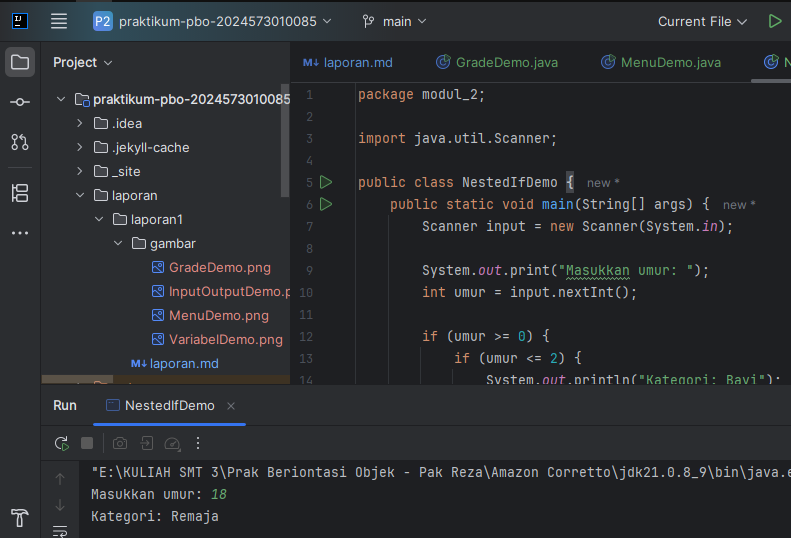 P2 praktikum-pbo-2024573010085 main Current File
Project
praktikum-pbo-2024573010085
.idea
.jekyll-cache
_site
laporan
laporan1
gambar
GradeDemo.png
InputOutputDemo.p
MenuDemo.png
VariabelDemo.png
M↓ laporan.md
M↓ laporan.md GradeDemo.java MenuDemo.java N
1 package modul_2;
2
3 import java.util.Scanner;
4
5 public class NestedIfDemo { new *
6 public static void main(String[] args) { new *
7 Scanner input = new Scanner(System.in);
8
9 System.out.print("Masukkan umur: ");
10 int umur = input.nextInt();
11
12 if (umur >= 0) {
13 if (umur <= 2) {
14 System.out.println("Kategori: Bayi");
Run NestedIfDemo
"E:\KULIAH SMT 3\Prak Beriontasi Objek - Pak Reza\Amazon Corretto\jdk21.0.8_9\bin\java.e
Masukkan umur: 18
Kategori: Remaja